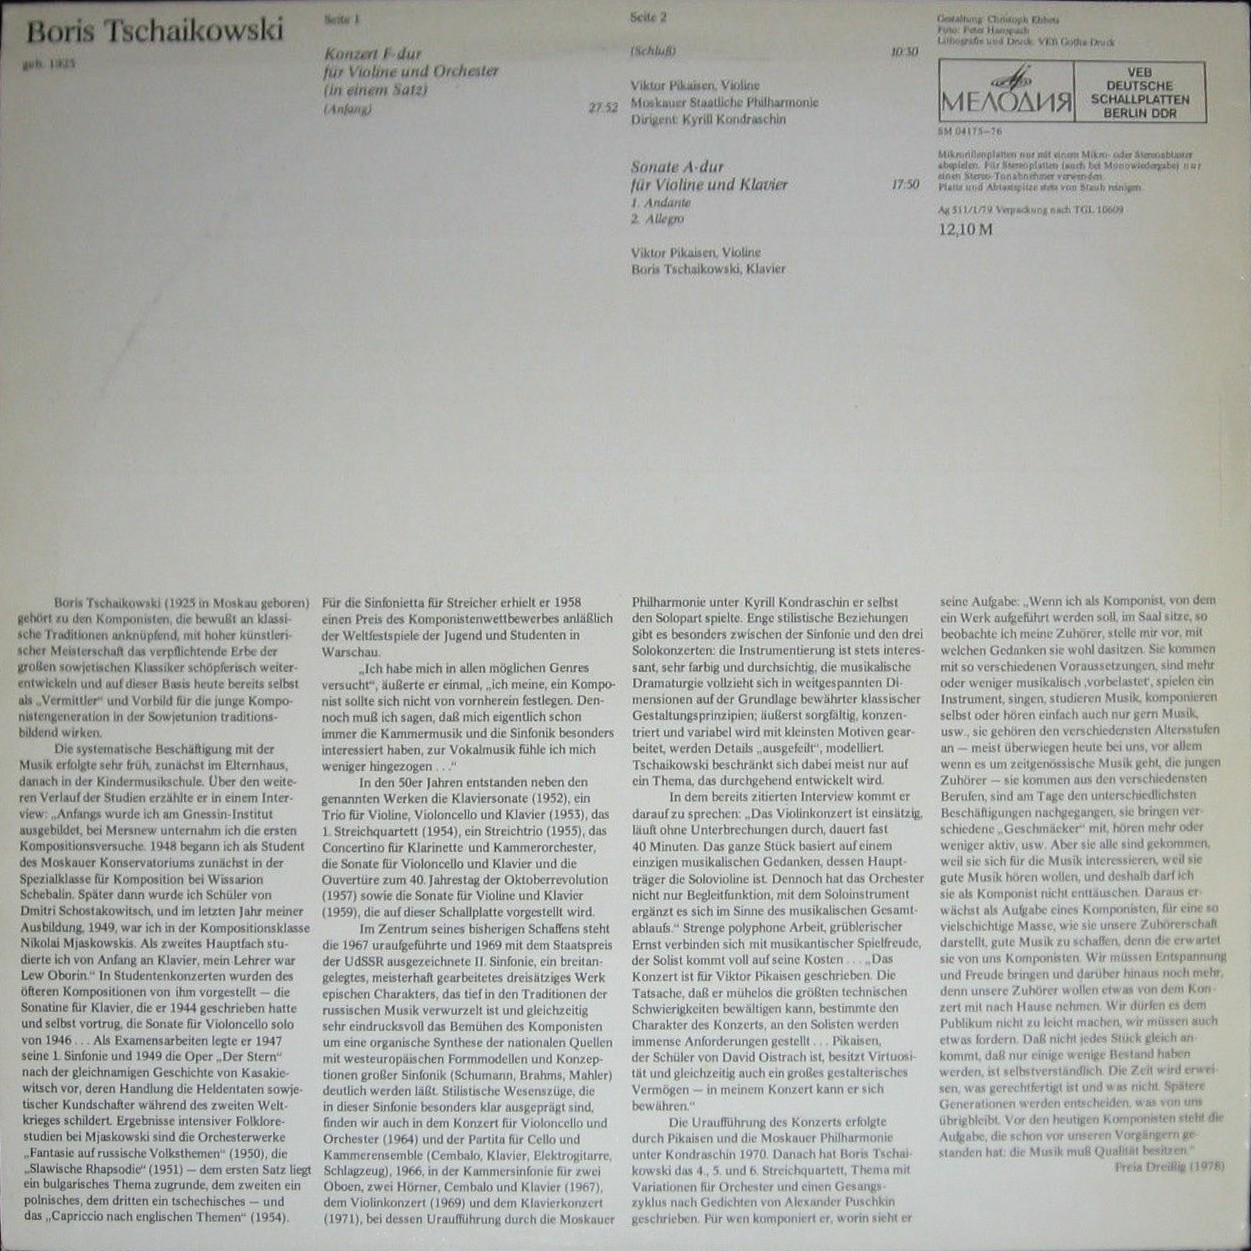 Boris Tschaikowski
geb. 1925
Seite 1
Konzert F-dur
für Violine und Orchester
(in einem Satz)
(Anfang)
27:52
Seite 2
(Schluß)
10:30
Viktor Pikaisen, Violine
Moskauer Staatliche Philharmonie
Dirigent: Kyrill Kondraschin
Sonate A-dur
für Violine und Klavier
17:50
1. Andante
2. Allegro
Viktor Pikaisen, Violine
Boris Tschaikowski, Klavier
Gestaltung: Christoph Ehbets
Foto: Peter
Lithografie und Druck: VEB Gotha-Druck
МЕЛОДИЯ
VEB
DEUTSCHE
SCHALLPLATTEN
BERLIN DDR
SM 04175–76
Mikrorillenplatten nur mit einem Mikro- oder Stereoabtaster
abspielen. Für Stereoplatten (auch bei Monowiedergabe) nur
einen Stereo-Tonabnehmer verwenden.
Platte und Abtastspitze stets von Staub reinigen.
Ag 511/1/79 Verpackung nach TGL 10609
12,10 M
Boris Tschaikowski (1925 in Moskau geboren)
gehört zu den Komponisten, die bewußt an klassi-
sche Traditionen anknüpfend, mit hoher künstleri-
scher Meisterschaft das verpflichtende Erbe der
großen sowjetischen Klassiker schöpferisch weiter-
entwickeln und auf dieser Basis heute bereits selbst
als „Vermittler“ und Vorbild für die junge Kompo-
nistengeneration in der Sowjetunion traditions-
bildend wirken.
Die systematische Beschäftigung mit der
Musik erfolgte sehr früh, zunächst im Elternhaus,
danach in der Kindermusikschule. Über den weite-
ren Verlauf der Studien erzählte er in einem Inter-
view: „Anfangs wurde ich am Gnessin-Institut
ausgebildet, bei Mersnew unternahm ich die ersten
Kompositionsversuche. 1948 begann ich als Student
des Moskauer Konservatoriums zunächst in der
Spezialklasse für Komposition bei Wissarion
Schebalin. Später dann wurde ich Schüler von
Dmitri Schostakowitsch, und im letzten Jahr meiner
Ausbildung, 1949, war ich in der Kompositionsklasse
Nikolai Mjaskowskis. Als zweites Hauptfach stu-
dierte ich von Anfang an Klavier, mein Lehrer war
Lew Oborin.“ In Studentenkonzerten wurden des
öfteren Kompositionen von ihm vorgestellt — die
Sonatine für Klavier, die er 1944 geschrieben hatte
und selbst vortrug, die Sonate für Violoncello solo
von 1946 . . . Als Examensarbeiten legte er 1947
seine 1. Sinfonie und 1949 die Oper „Der Stern“
nach der gleichnamigen Geschichte von Kasakie-
witsch vor, deren Handlung die Heldentaten sowje-
tischer Kundschafter während des zweiten Welt-
krieges schildert. Ergebnisse intensiver Folklore-
studien bei Mjaskowski sind die Orchesterwerke
„Fantasie auf russische Volksthemen“ (1950), die
„Slawische Rhapsodie“ (1951) — dem ersten Satz liegt
ein bulgarisches Thema zugrunde, dem zweiten ein
polnisches, dem dritten ein tschechisches — und
das „Capriccio nach englischen Themen“ (1954).
Für die Sinfonietta für Streicher erhielt er 1958
einen Preis des Komponistenwettbewerbes anläßlich
der Weltfestspiele der Jugend und Studenten in
Warschau.
„Ich habe mich in allen möglichen Genres
versucht“, äußerte er einmal, „ich meine, ein Kompo-
nist sollte sich nicht von vornherein festlegen. Den-
noch muß ich sagen, daß mich eigentlich schon
immer die Kammermusik und die Sinfonik besonders
interessiert haben, zur Vokalmusik fühle ich mich
weniger hingezogen . . .“
In den 50er Jahren entstanden neben den
genannten Werken die Klaviersonate (1952), ein
Trio für Violine, Violoncello und Klavier (1953), das
1. Streichquartett (1954), ein Streichtrio (1955), das
Concertino für Klarinette und Kammerorchester,
die Sonate für Violoncello und Klavier und die
Ouvertüre zum 40. Jahrestag der Oktoberrevolution
(1957) sowie die Sonate für Violine und Klavier
(1959), die auf dieser Schallplatte vorgestellt wird.
Im Zentrum seines bisherigen Schaffens steht
die 1967 uraufgeführte und 1969 mit dem Staatspreis
der UdSSR ausgezeichnete II. Sinfonie, ein breitan-
gelegtes, meisterhaft gearbeitetes dreisätziges Werk
epischen Charakters, das tief in den Traditionen der
russischen Musik verwurzelt ist und gleichzeitig
sehr eindrucksvoll das Bemühen des Komponisten
um eine organische Synthese der nationalen Quellen
mit westeuropäischen Formmodellen und Konzep-
tionen großer Sinfonik (Schumann, Brahms, Mahler)
deutlich werden läßt. Stilistische Wesenszüge, die
in dieser Sinfonie besonders klar ausgeprägt sind,
finden wir auch in dem Konzert für Violoncello und
Orchester (1964) und der Partita für Cello und
Kammerensemble (Cembalo, Klavier, Elektrogitarre,
Schlagzeug), 1966, in der Kammersinfonie für zwei
Oboen, zwei Hörner, Cembalo und Klavier (1967),
dem Violinkonzert (1969) und dem Klavierkonzert
(1971), bei dessen Uraufführung durch die Moskauer
Philharmonie unter Kyrill Kondraschin er selbst
den Solopart spielte. Enge stilistische Beziehungen
gibt es besonders zwischen der Sinfonie und den drei
Solokonzerten: die Instrumentierung ist stets interes-
sant, sehr farbig und durchsichtig, die musikalische
Dramaturgie vollzieht sich in weitgespannten Di-
mensionen auf der Grundlage bewährter klassischer
Gestaltungsprinzipien; äußerst sorgfältig, konzen-
triert und variabel wird mit kleinsten Motiven gear-
beitet, werden Details „ausgefeilt“, modelliert.
Tschaikowski beschränkt sich dabei meist nur auf
ein Thema, das durchgehend entwickelt wird.
In dem bereits zitierten Interview kommt er
darauf zu sprechen: „Das Violinkonzert ist einsätzig,
läuft ohne Unterbrechungen durch, dauert fast
40 Minuten. Das ganze Stück basiert auf einem
einzigen musikalischen Gedanken, dessen Haupt-
träger die Solovioline ist. Dennoch hat das Orchester
nicht nur Begleitfunktion, mit dem Soloinstrument
ergänzt es sich im Sinne des musikalischen Gesamt-
ablaufs.“ Strenge polyphone Arbeit, grüblerischer
Ernst verbinden sich mit musikantischer Spielfreude,
der Solist kommt voll auf seine Kosten . . . „Das
Konzert ist für Viktor Pikaisen geschrieben. Die
Tatsache, daß er mühelos die größten technischen
Schwierigkeiten bewältigen kann, bestimmte den
Charakter des Konzerts, an den Solisten werden
immense Anforderungen gestellt . . . Pikaisen,
der Schüler von David Oistrach ist, besitzt Virtuosi-
tät und gleichzeitig auch ein großes gestalterisches
Vermögen — in meinem Konzert kann er sich
bewähren.“
Die Uraufführung des Konzerts erfolgte
durch Pikaisen und die Moskauer Philharmonie
unter Kondraschin 1970. Danach hat Boris Tschai-
kowski das 4., 5. und 6. Streichquartett, Thema mit
Variationen für Orchester und einen Gesangs-
zyklus nach Gedichten von Alexander Puschkin
geschrieben. Für wen komponiert er, worin sieht er
seine Aufgabe: „Wenn ich als Komponist, von dem
ein Werk aufgeführt werden soll, im Saal sitze, so
beobachte ich meine Zuhörer, stelle mir vor, mit
welchen Gedanken sie wohl dasitzen. Sie kommen
mit so verschiedenen Voraussetzungen, sind mehr
oder weniger musikalisch ‚vorbelastet‘, spielen ein
Instrument, singen, studieren Musik, komponieren
selbst oder hören einfach auch nur gern Musik,
usw., sie gehören den verschiedensten Altersstufen
an — meist überwiegen heute bei uns, vor allem
wenn es um zeitgenössische Musik geht, die jungen
Zuhörer — sie kommen aus den verschiedensten
Berufen, sind am Tage den unterschiedlichsten
Beschäftigungen nachgegangen, sie bringen ver-
schiedene „Geschmäcker“ mit, hören mehr oder
weniger aktiv, usw. Aber sie alle sind gekommen,
weil sie sich für die Musik interessieren, weil sie
gute Musik hören wollen, und deshalb darf ich
sie als Komponist nicht enttäuschen. Daraus er-
wächst als Aufgabe eines Komponisten, für eine so
vielschichtige Masse, wie sie unsere Zuhörerschaft
darstellt, gute Musik zu schaffen, denn die erwartet
sie von uns Komponisten. Wir müssen Entspannung
und Freude bringen und darüber hinaus noch mehr,
denn unsere Zuhörer wollen etwas von dem Kon-
zert mit nach Hause nehmen. Wir dürfen es dem
Publikum nicht zu leicht machen, wir müssen auch
etwas fordern. Daß nicht jedes Stück gleich an-
kommt, daß nur einige wenige Bestand haben
werden, ist selbstverständlich. Die Zeit wird erwei-
sen, was gerechtfertigt ist und was nicht. Spätere
Generationen werden entscheiden, was von uns
übrigbleibt. Vor den heutigen Komponisten steht die
Aufgabe, die schon vor unseren Vorgängern ge-
standen hat: die Musik muß Qualität besitzen.“
Freia Dreißig (1978)